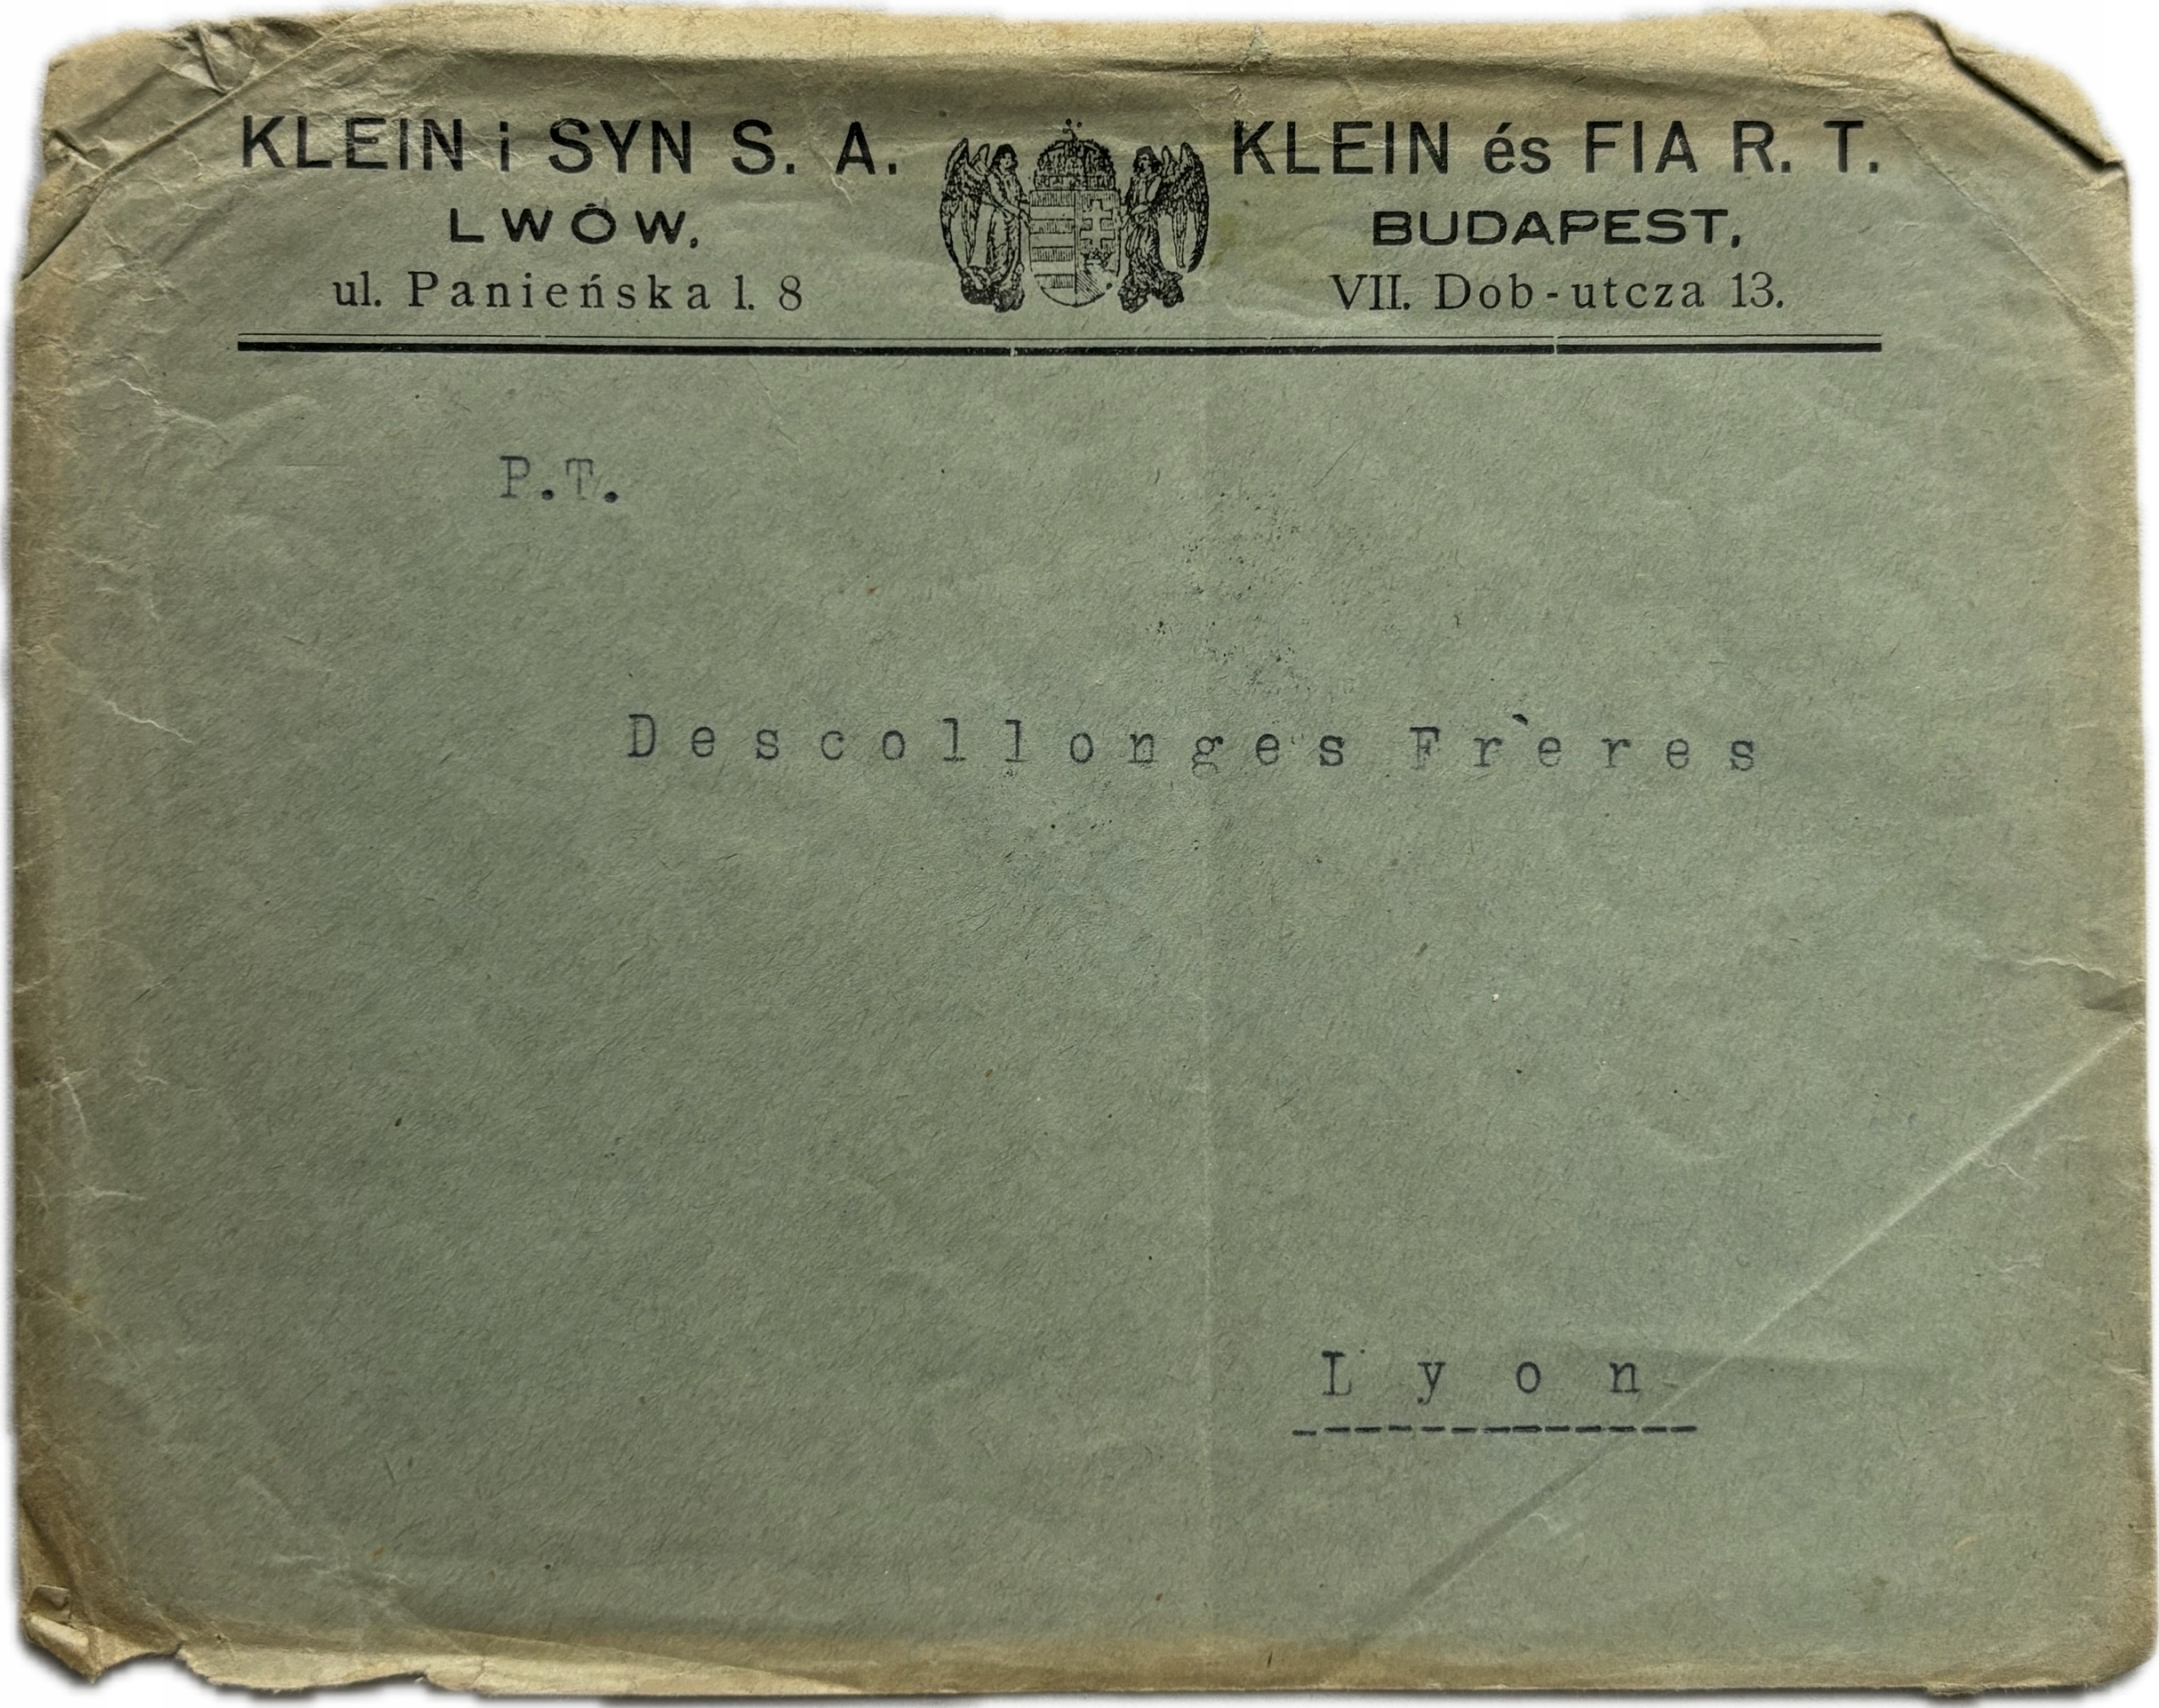 KLEIN i SYN S. A.
LWÓW,
ul. Panieńska l. 8
KLEIN és FIA R. T.
BUDAPEST,
VII. Dob-utcza 13.
P.T.
Descollonges Frères
Lyon